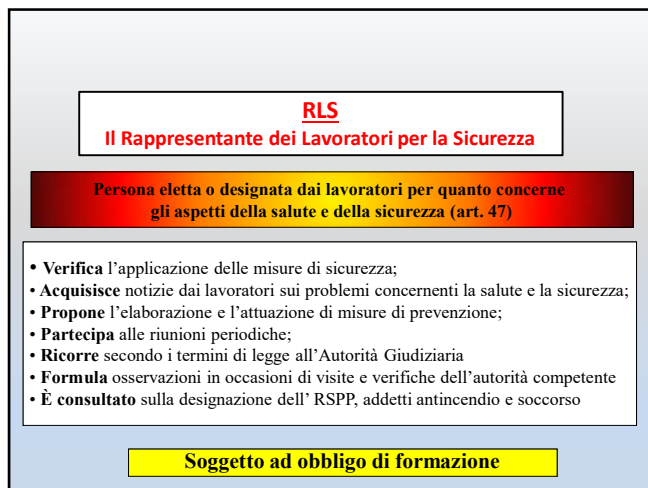 RLS
Il Rappresentante dei Lavoratori per la Sicurezza
Persona eletta o designata dai lavoratori per quanto concerne
gli aspetti della salute e della sicurezza (art. 47)
• Verifica l’applicazione delle misure di sicurezza;
• Acquisisce notizie dai lavoratori sui problemi concernenti la salute e la sicurezza;
• Propone l’elaborazione e l’attuazione di misure di prevenzione;
• Partecipa alle riunioni periodiche;
• Ricorre secondo i termini di legge all’Autorità Giudiziaria
• Formula osservazioni in occasioni di visite e verifiche dell’autorità competente
• È consultato sulla designazione dell’ RSPP, addetti antincendio e soccorso
Soggetto ad obbligo di formazione